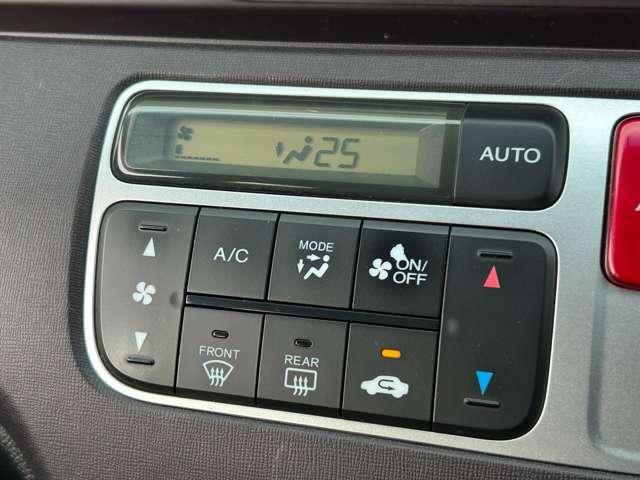 25
AUTO
A/C
MODE
ON/
OFF
FRONT
REAR